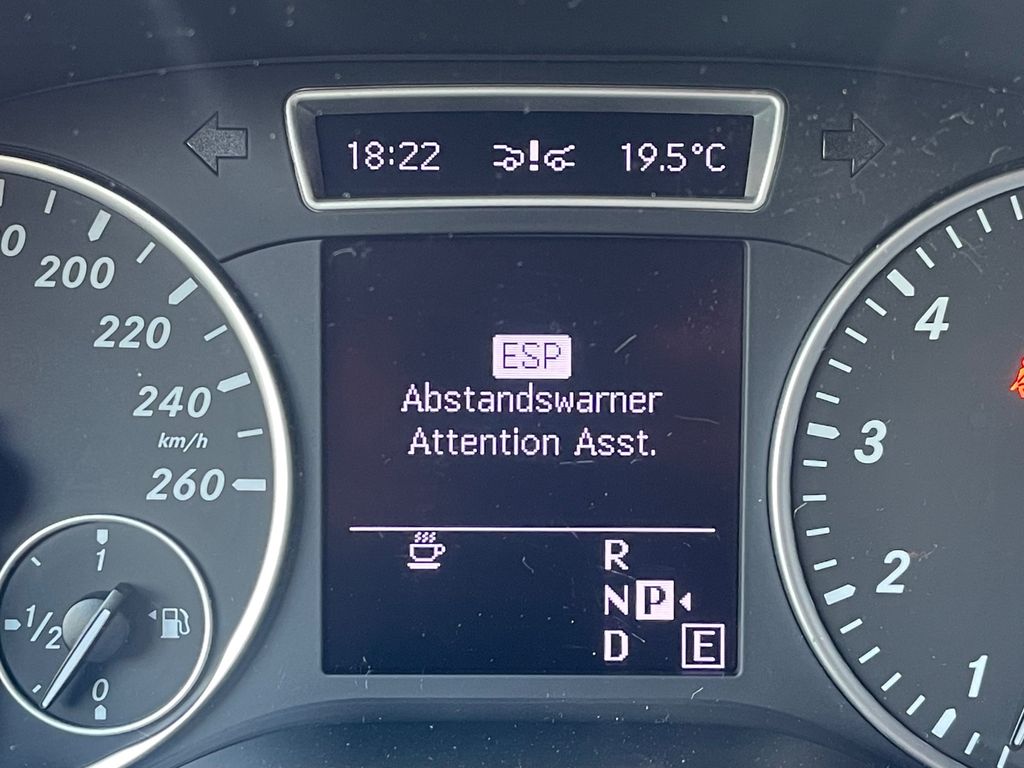 18:22 19.5°C
200
220
240
km/h
260
ESP
Abstandswarner
Attention Asst.
R
N P
D E
1
1/2
0
4
3
2
1